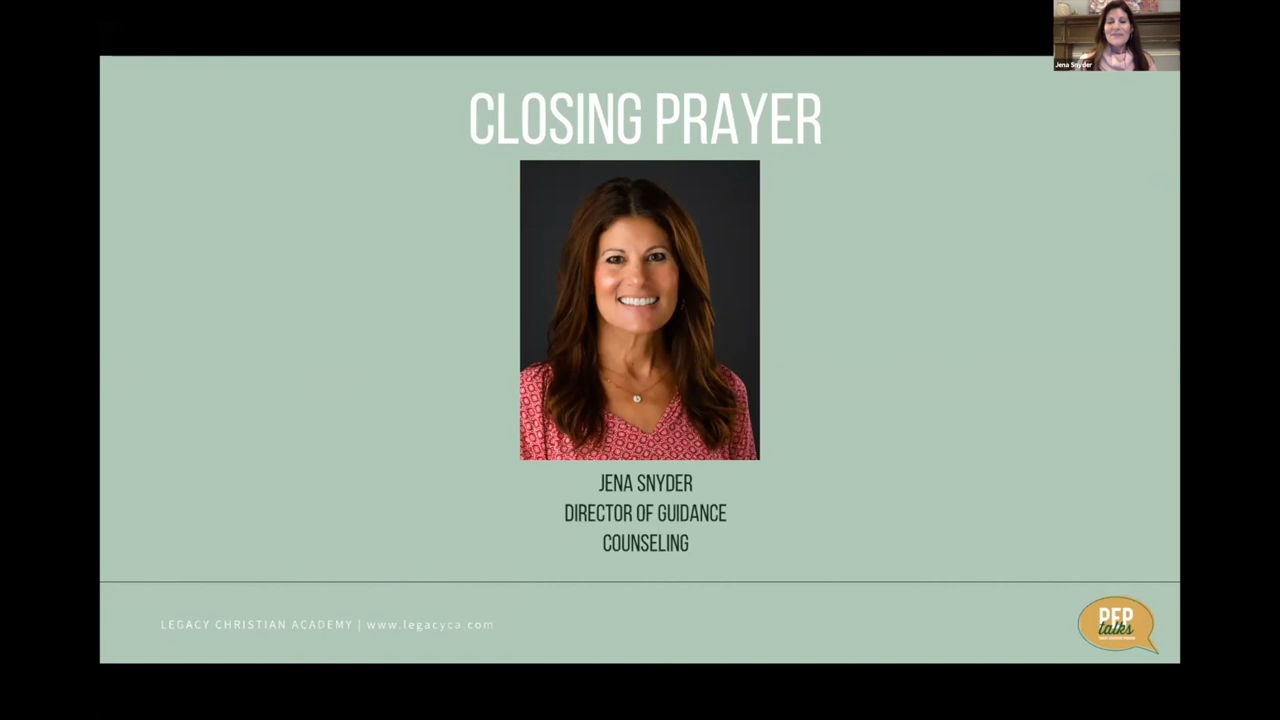 Jena Snyder
CLOSING PRAYER
JENA SNYDER
DIRECTOR OF GUIDANCE
COUNSELING
LEGACY CHRISTIAN ACADEMY | www.legacyca.com
PEP
talks